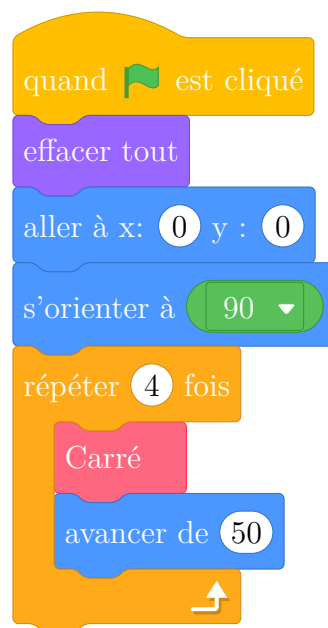 quand est cliqué
effacer tout
aller à x: 0 y : 0
s'orienter à 90
répéter 4 fois
Carré
avancer de 50